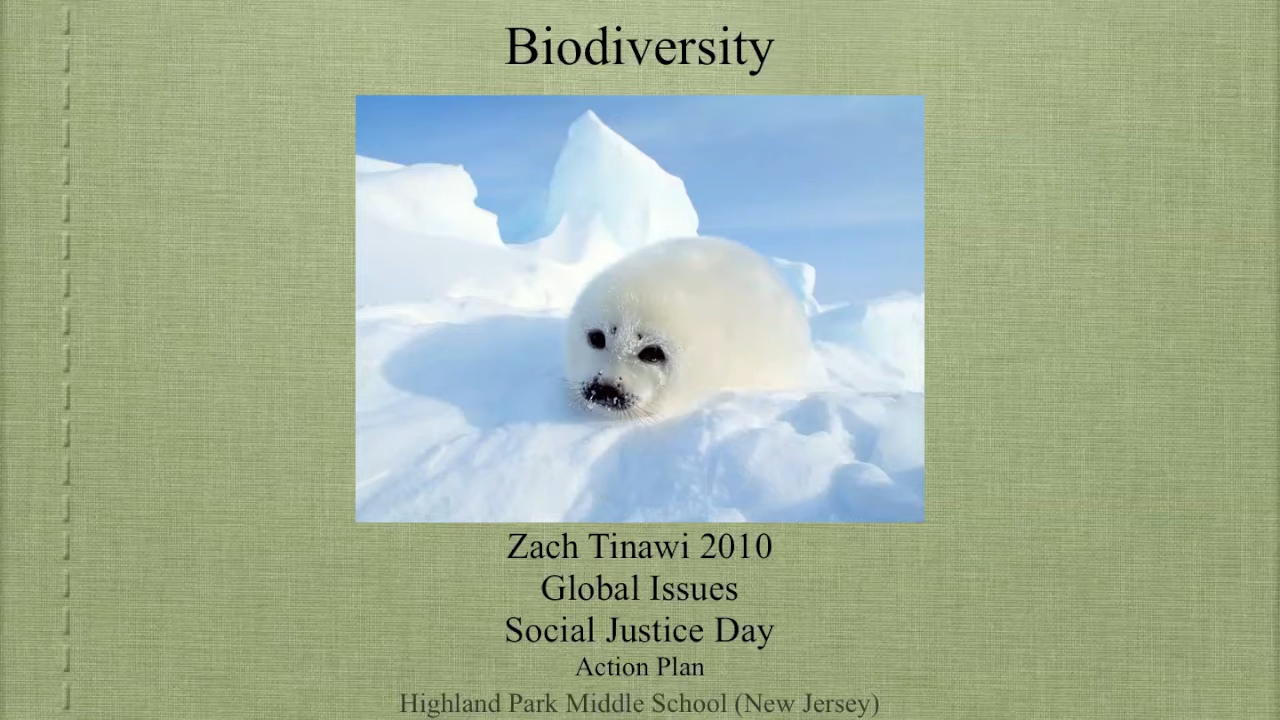 Biodiversity
Zach Tinawi 2010
Global Issues
Social Justice Day
Action Plan
Highland Park Middle School (New Jersey)